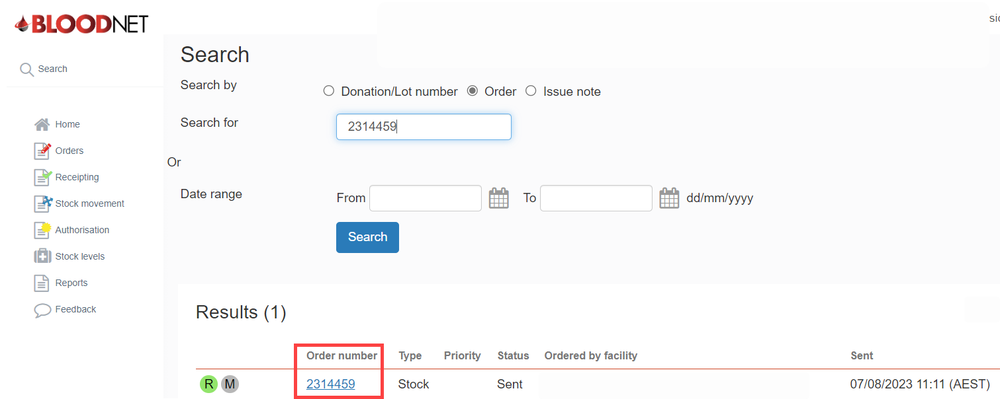 BLOODNET
Search
Home
Orders
Receipting
Stock movement
Authorisation
Stock levels
Reports
Feedback
Search
Search by
Donation/Lot number Order Issue note
Search for
2314459
Or
Date range
From To dd/mm/yyyy
Search
Results (1)
Order number Type Priority Status Ordered by facility Sent
R M 2314459 Stock Sent 07/08/2023 11:11 (AEST)